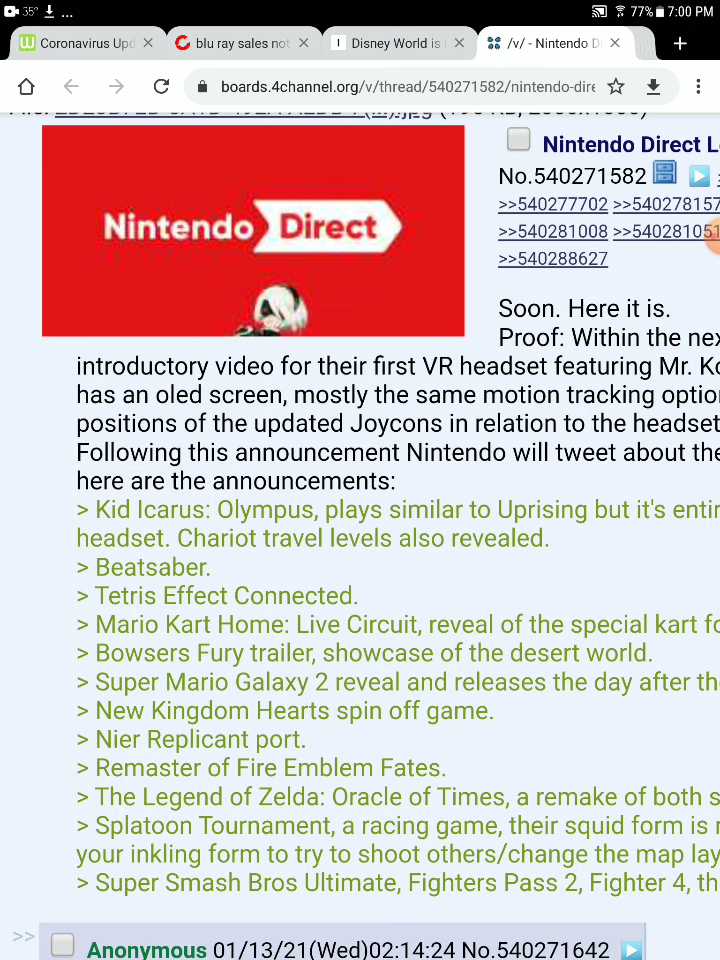 35° ... 77% 7:00 PM
Coronavirus Upd × blu ray sales not × Disney World is × /v/ - Nintendo D × +
boards.4channel.org/v/thread/540271582/nintendo-dire
Nintendo Direct
Nintendo Direct L
No.540271582
>>540277702 >>54027815
>>540281008 >>540281051
>>540288627
Soon. Here it is.
Proof: Within the nex
introductory video for their first VR headset featuring Mr. Ko
has an oled screen, mostly the same motion tracking optio
positions of the updated Joycons in relation to the headset
Following this announcement Nintendo will tweet about the
here are the announcements:
> Kid Icarus: Olympus, plays similar to Uprising but it's entir
headset. Chariot travel levels also revealed.
> Beatsaber.
> Tetris Effect Connected.
> Mario Kart Home: Live Circuit, reveal of the special kart fo
> Bowsers Fury trailer, showcase of the desert world.
> Super Mario Galaxy 2 reveal and releases the day after the
> New Kingdom Hearts spin off game.
> Nier Replicant port.
> Remaster of Fire Emblem Fates.
> The Legend of Zelda: Oracle of Times, a remake of both s
> Splatoon Tournament, a racing game, their squid form is
your inkling form to try to shoot others/change the map lay
> Super Smash Bros Ultimate, Fighters Pass 2, Fighter 4, th
>> Anonymous 01/13/21(Wed)02:14:24 No.540271642